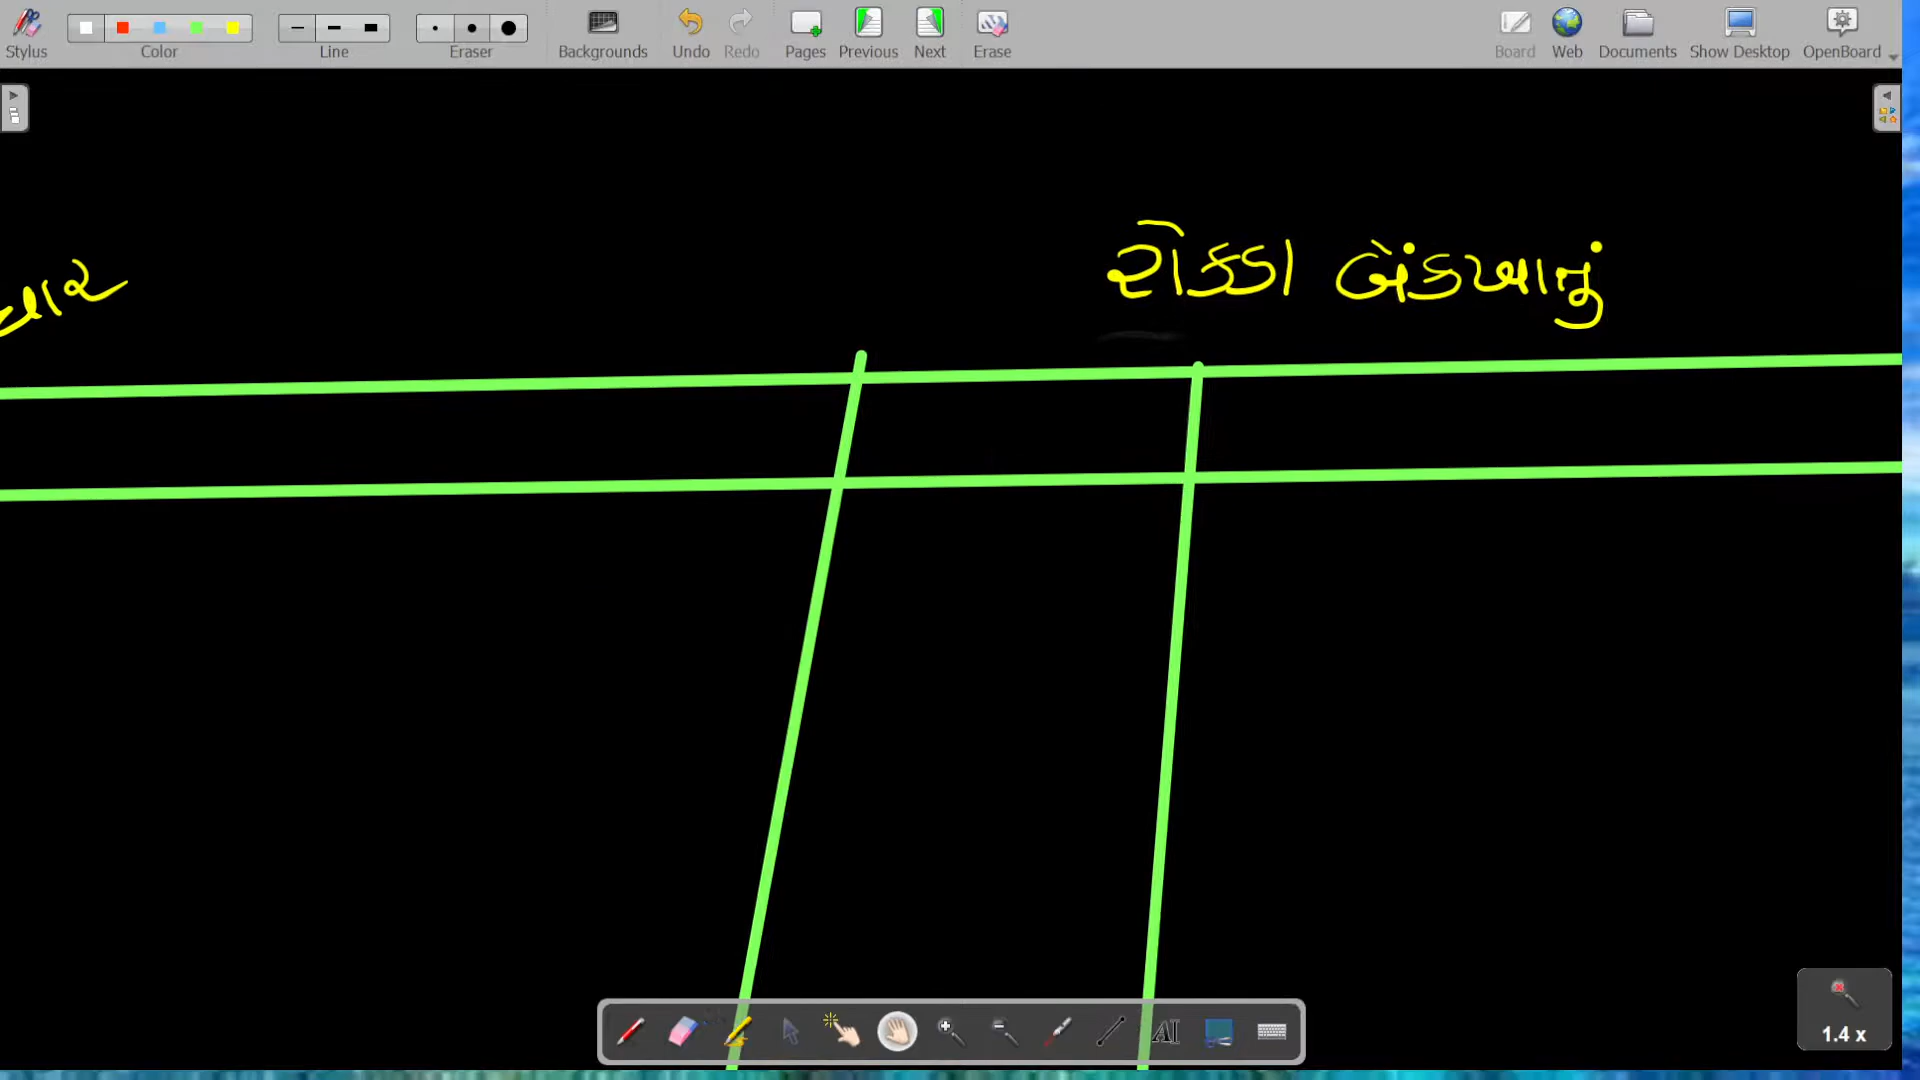 Stylus Color Line Eraser Backgrounds Undo Redo Pages Previous Next Erase Board Web Documents Show Desktop OpenBoard
રોકડ બેંકખાનું
1.4 x